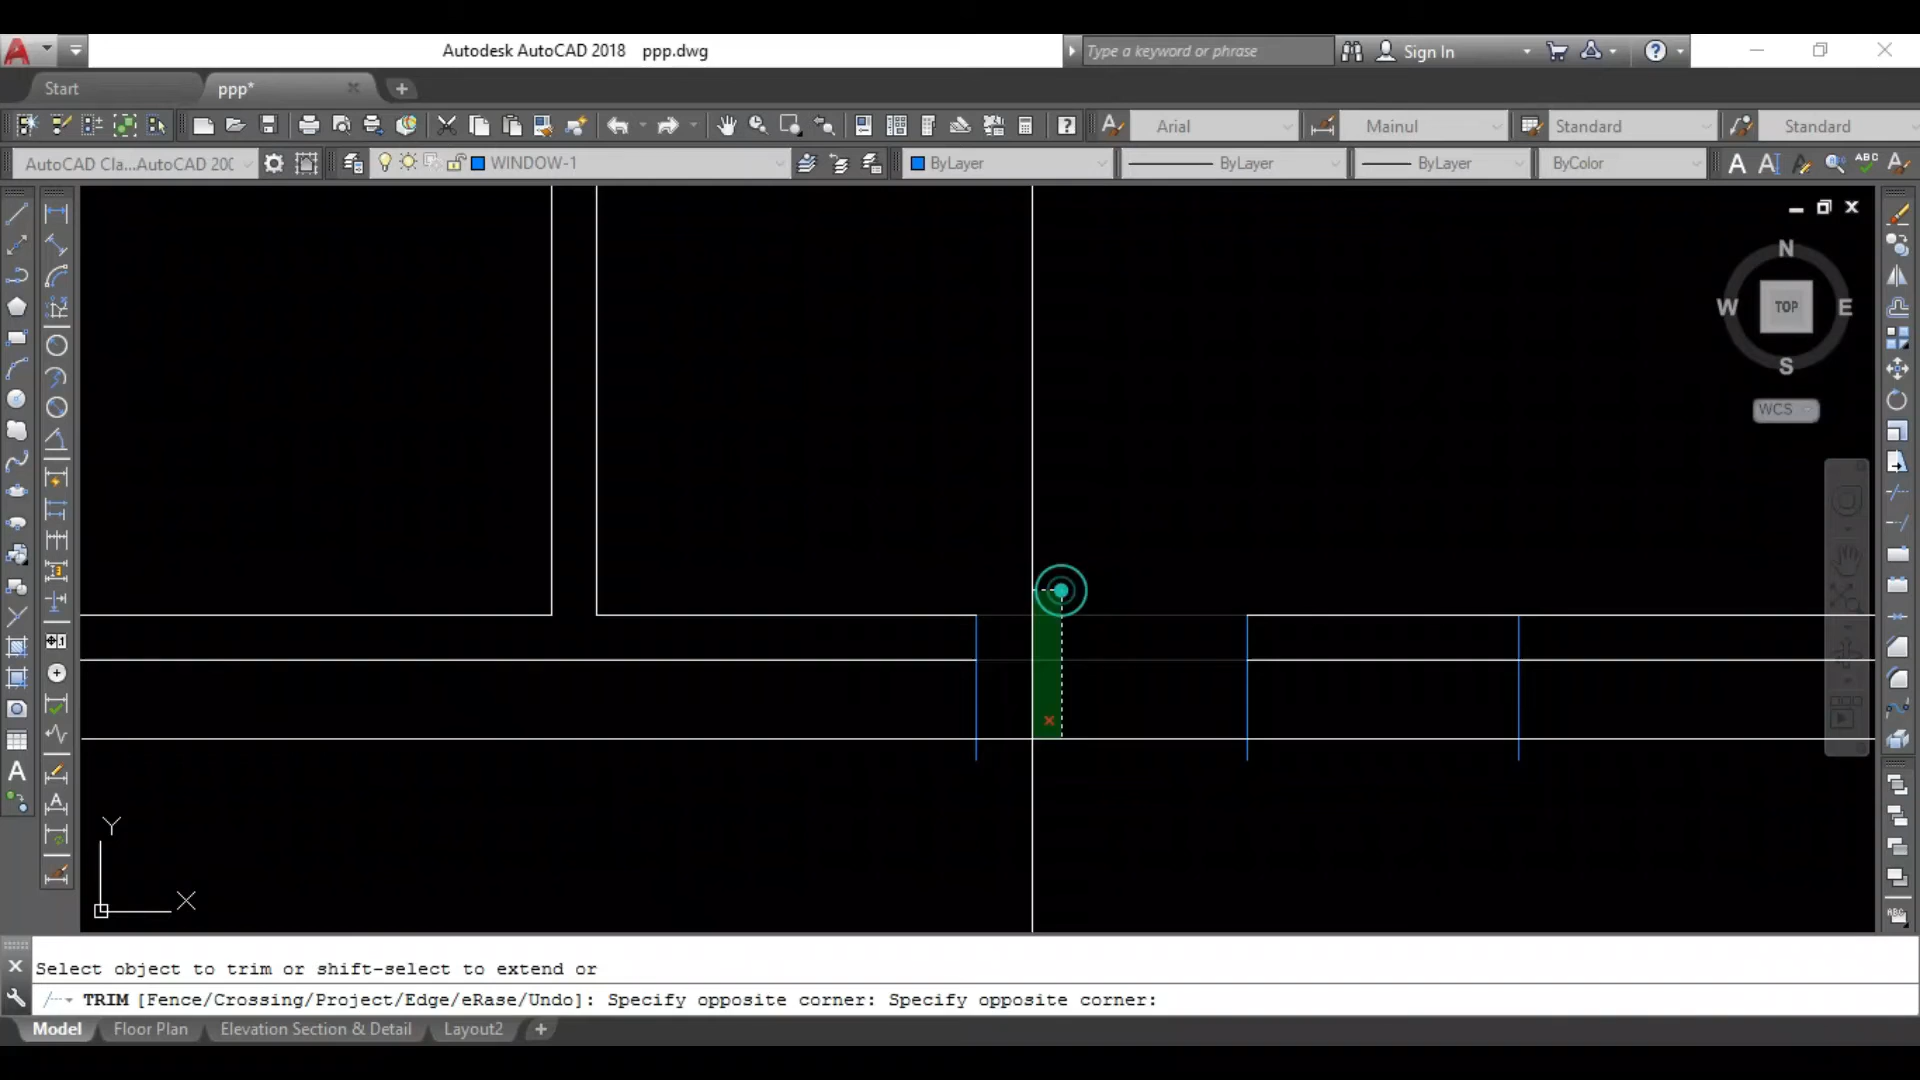 Autodesk AutoCAD 2018 ppp.dwg
Type a keyword or phrase
Sign In
Start
ppp*
Arial
Mainul
Standard
Standard
AutoCAD Cla...AutoCAD 200
WINDOW-1
ByLayer
ByLayer
ByLayer
ByColor
N
W
TOP
E
S
WCS
Y
X
Select object to trim or shift-select to extend or
TRIM [Fence/Crossing/Project/Edge/eRase/Undo]: Specify opposite corner: Specify opposite corner:
Model
Floor Plan
Elevation Section & Detail
Layout2